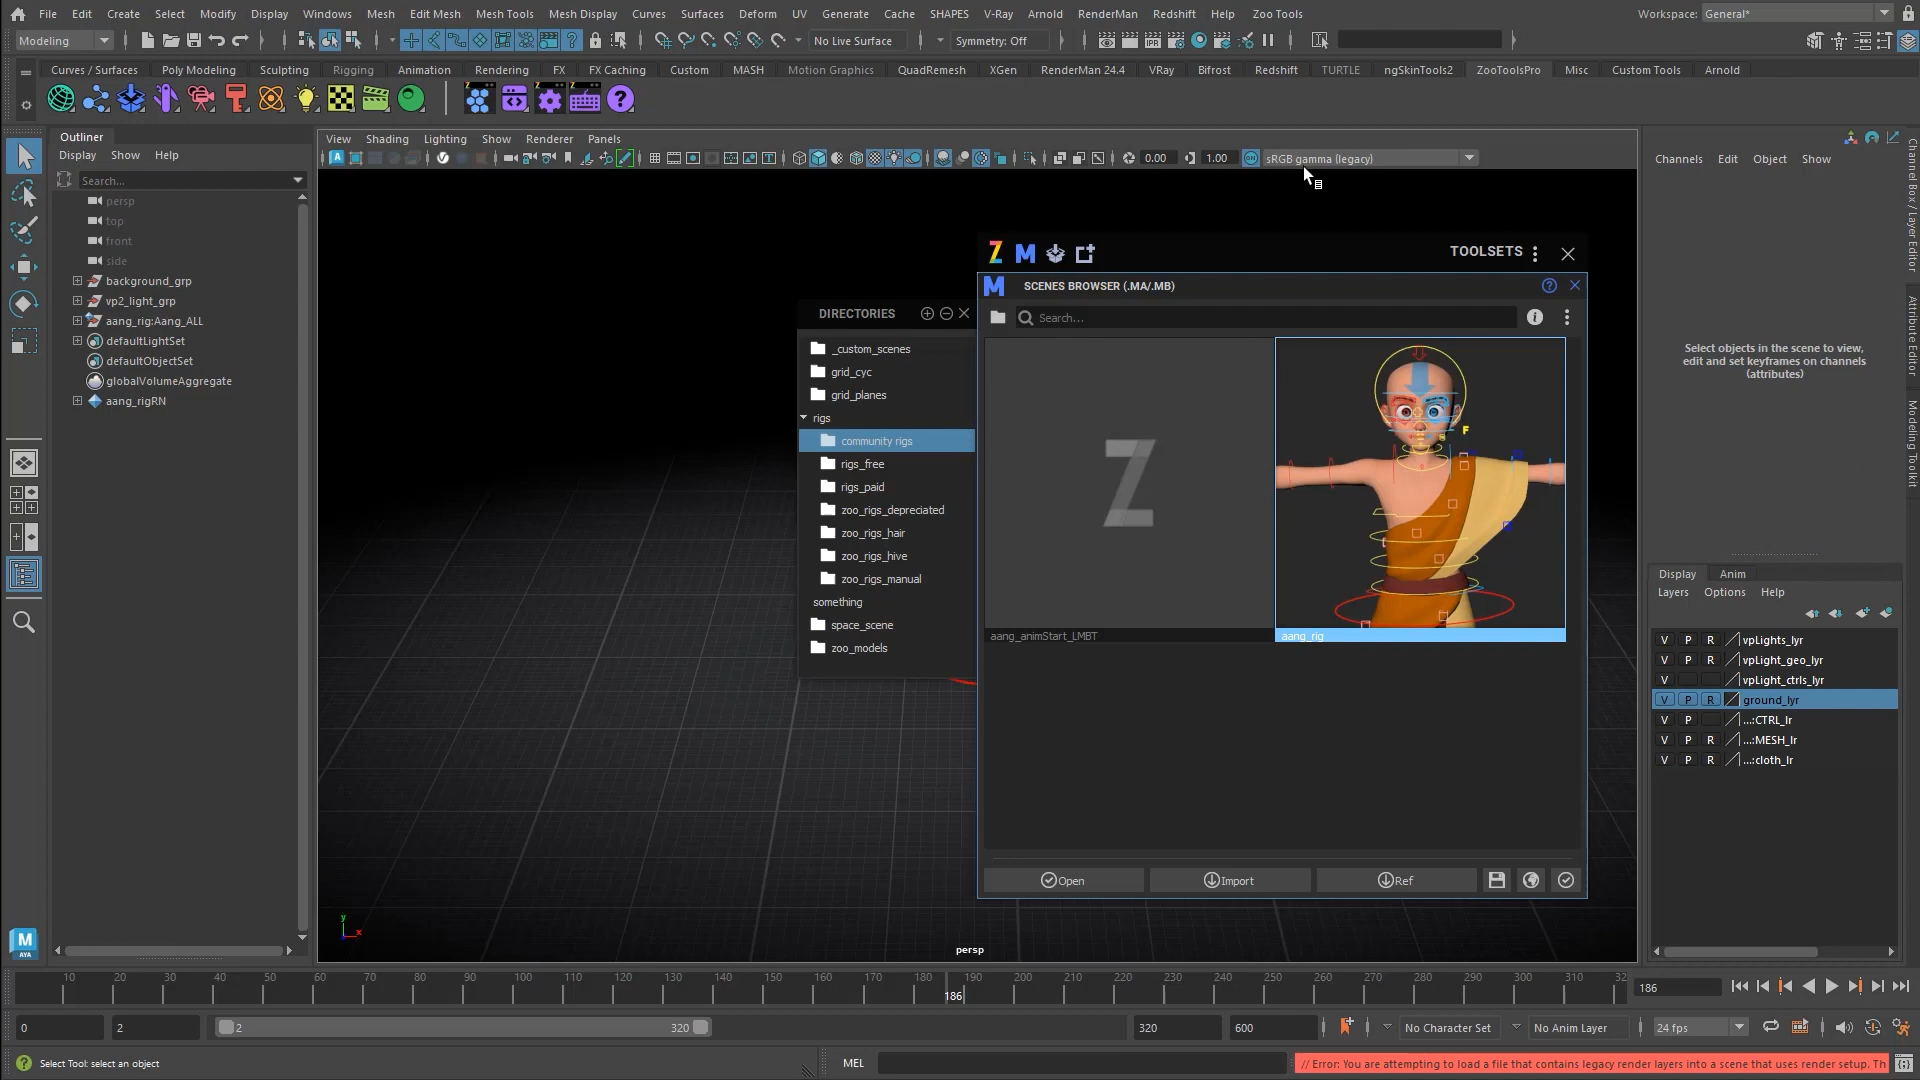 File Edit Create Select Modify Display Windows Mesh Edit Mesh Mesh Tools Mesh Display Curves Surfaces Deform UV Generate Cache SHAPES V-Ray Arnold RenderMan Redshift Help Zoo Tools Workspace: General*
Modeling No Live Surface Symmetry: Off
Curves / Surfaces Poly Modeling Sculpting Rigging Animation Rendering FX FX Caching Custom MASH Motion Graphics QuadRemesh XGen RenderMan 24.4 VRay Bifrost Redshift TURTLE ngSkinTools2 ZooToolsPro Misc Custom Tools Arnold
Outliner
Display Show Help
Search...
persp
top
front
side
background_grp
vp2_light_grp
aang_rig:Aang_ALL
defaultLightSet
defaultObjectSet
globalVolumeAggregate
aang_rigRN
View Shading Lighting Show Renderer Panels
0.00 1.00 sRGB gamma (legacy)
TOOLSETS
SCENES BROWSER (.MA/.MB)
Search...
DIRECTORIES
_custom_scenes
grid_cyc
grid_planes
rigs
community rigs
rigs_free
rigs_paid
zoo_rigs_depreciated
zoo_rigs_hair
zoo_rigs_hive
zoo_rigs_manual
something
space_scene
zoo_models
aang_animStart_LMBT
aang_rig
Open Import Ref
persp
Channels Edit Object Show
Select objects in the scene to view,
edit and set keyframes on channels
(attributes)
Display Anim
Layers Options Help
V P R vpLights_lyr
V P R vpLight_geo_lyr
V vpLight_ctrls_lyr
V P R ground_lyr
V P ...:CTRL_lr
V P R ...:MESH_lr
V P R ...:cloth_lr
Channel Box / Layer Editor
Attribute Editor
Modeling Toolkit
10 20 30 40 50 60 70 80 90 100 110 120 130 140 150 160 170 180 190 200 210 220 230 240 250 260 270 280 290 300 310 32
186
186
0 2 2 320 320 600 No Character Set No Anim Layer 24 fps
Select Tool: select an object
MEL
// Error: You are attempting to load a file that contains legacy render layers into a scene that uses render setup. Th